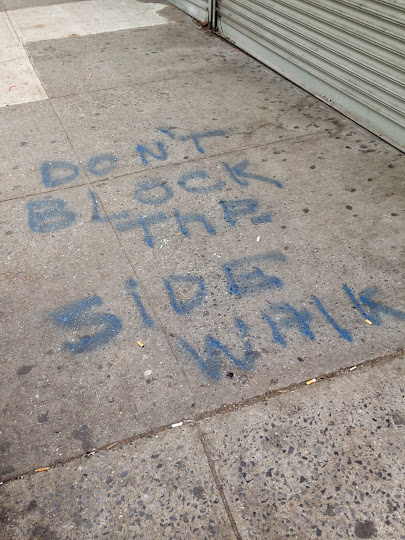 DON'T
BLOCK
ThE
SiDE
WALK